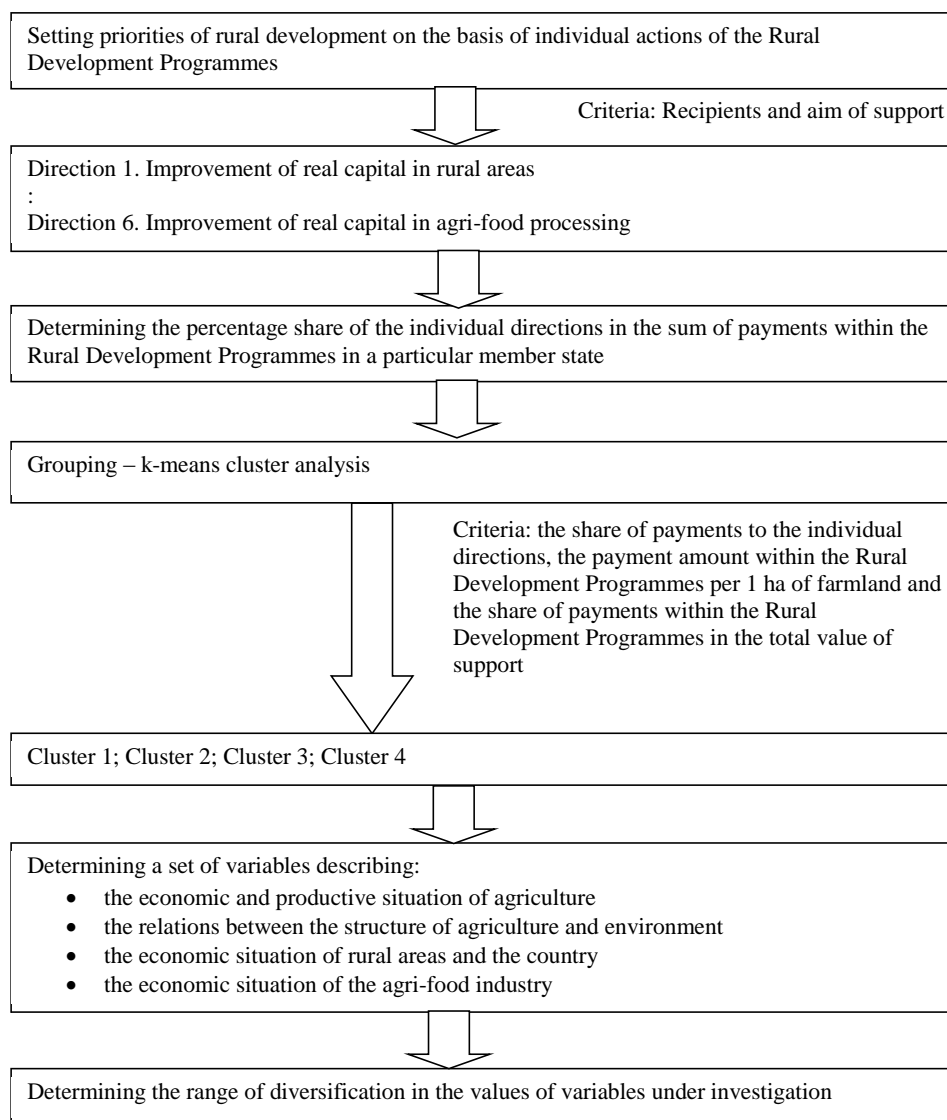 Setting priorities of rural development on the basis of individual actions of the Rural
Development Programmes
Criteria: Recipients and aim of support
Direction 1. Improvement of real capital in rural areas
:
Direction 6. Improvement of real capital in agri-food processing
Determining the percentage share of the individual directions in the sum of payments within the
Rural Development Programmes in a particular member state
Grouping – k-means cluster analysis
Criteria: the share of payments to the individual
directions, the payment amount within the Rural
Development Programmes per 1 ha of farmland and
the share of payments within the Rural
Development Programmes in the total value of
support
Cluster 1; Cluster 2; Cluster 3; Cluster 4
Determining a set of variables describing:
• the economic and productive situation of agriculture
• the relations between the structure of agriculture and environment
• the economic situation of rural areas and the country
• the economic situation of the agri-food industry
Determining the range of diversification in the values of variables under investigation